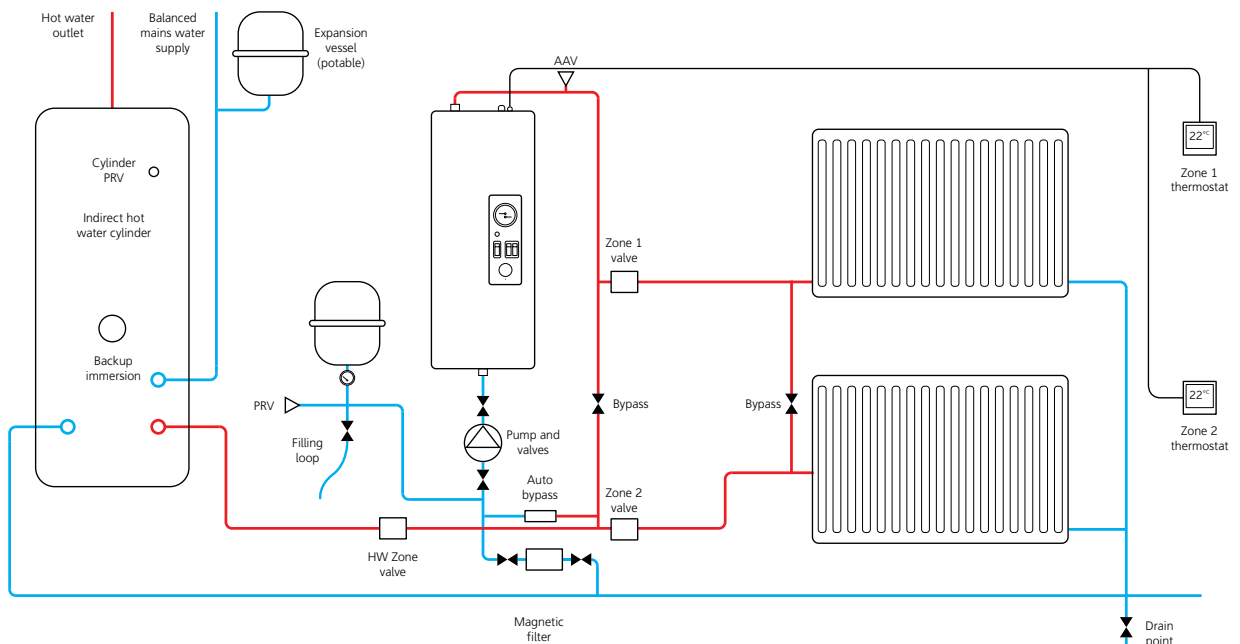 Hot water
outlet
Balanced
mains water
supply
Expansion
vessel
(potable)
AAV
Cylinder
PRV
Indirect hot
water cylinder
Backup
immersion
22°C
Zone 1
thermostat
Zone 1
valve
PRV
Filling
loop
Pump and
valves
Bypass
Bypass
22°C
Zone 2
thermostat
Auto
bypass
Zone 2
valve
HW Zone
valve
Magnetic
filter
Drain
point